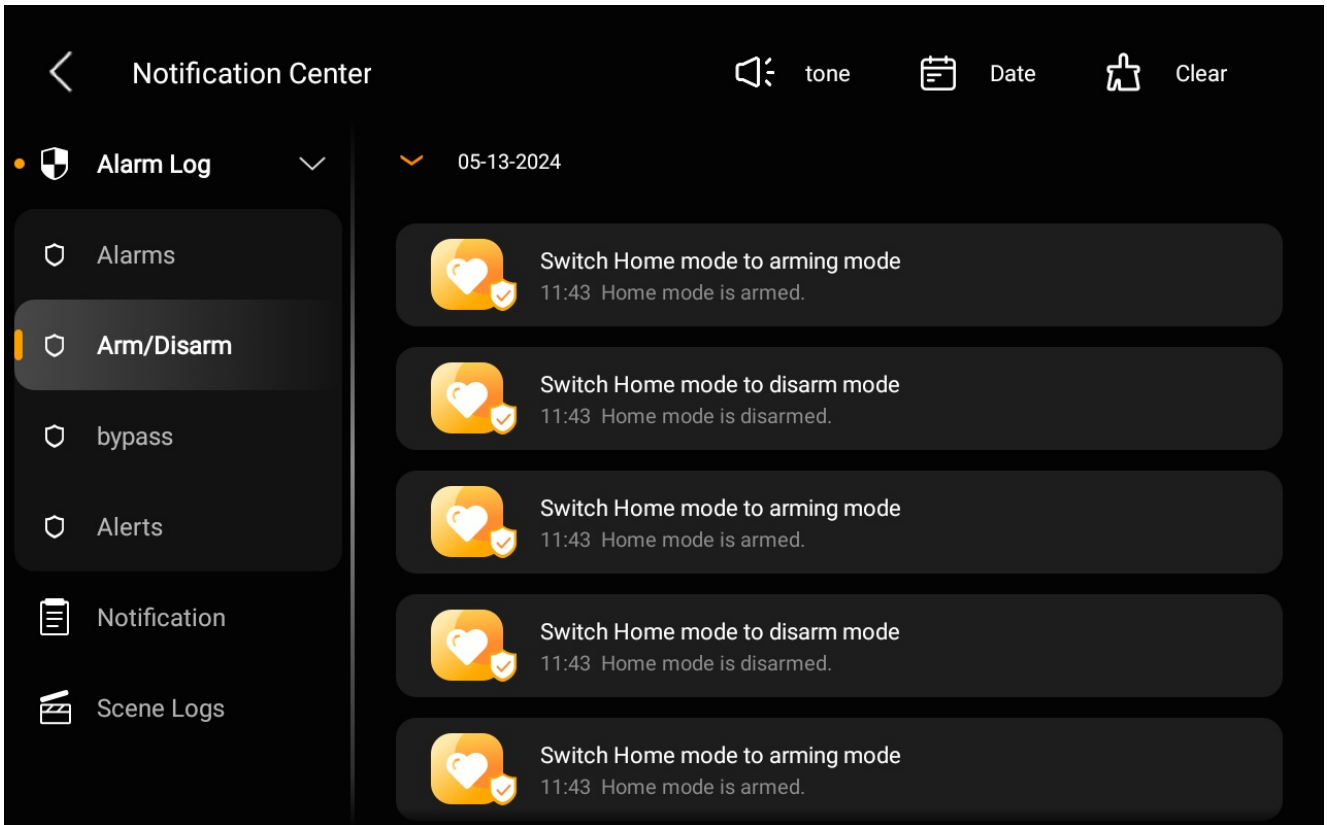 Notification Center
tone
Date
Clear
Alarm Log
Alarms
Arm/Disarm
bypass
Alerts
Notification
Scene Logs
05-13-2024
Switch Home mode to arming mode
11:43 Home mode is armed.
Switch Home mode to disarm mode
11:43 Home mode is disarmed.
Switch Home mode to arming mode
11:43 Home mode is armed.
Switch Home mode to disarm mode
11:43 Home mode is disarmed.
Switch Home mode to arming mode
11:43 Home mode is armed.